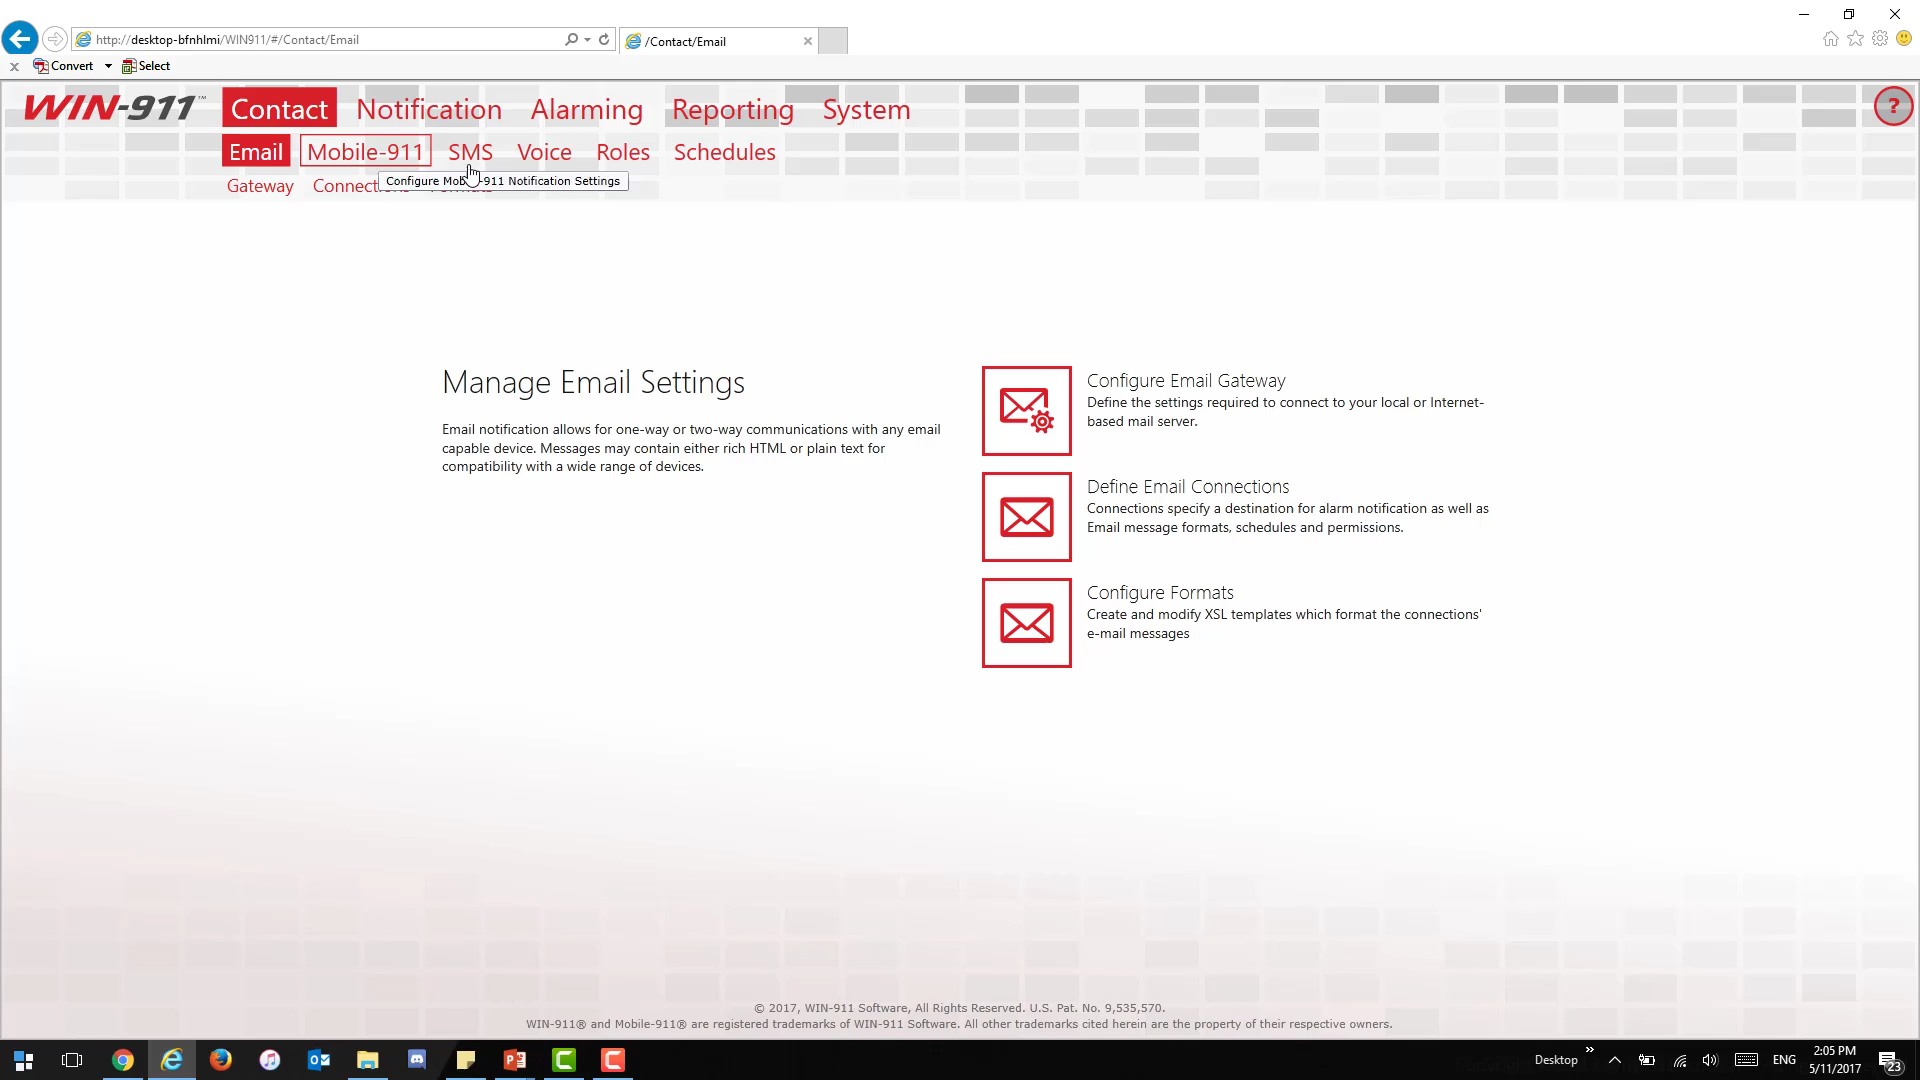 http://desktop-bfnhlmi/WIN911/#/Contact/Email
/Contact/Email
x Convert Select
WIN-911™ Contact Notification Alarming Reporting System ?
Email Mobile-911 SMS Voice Roles Schedules
Gateway
Configure Mob -911 Notification Settings
Manage Email Settings
Email notification allows for one-way or two-way communications with any email
capable device. Messages may contain either rich HTML or plain text for
compatibility with a wide range of devices.
Configure Email Gateway
Define the settings required to connect to your local or Internet-
based mail server.
Define Email Connections
Connections specify a destination for alarm notification as well as
Email message formats, schedules and permissions.
Configure Formats
Create and modify XSL templates which format the connections'
e-mail messages
© 2017, WIN-911 Software, All Rights Reserved. U.S. Pat. No. 9,535,570.
WIN-911® and Mobile-911® are registered trademarks of WIN-911 Software. All other trademarks cited herein are the property of their respective owners.
Desktop » ENG
2:05 PM
5/11/2017
23